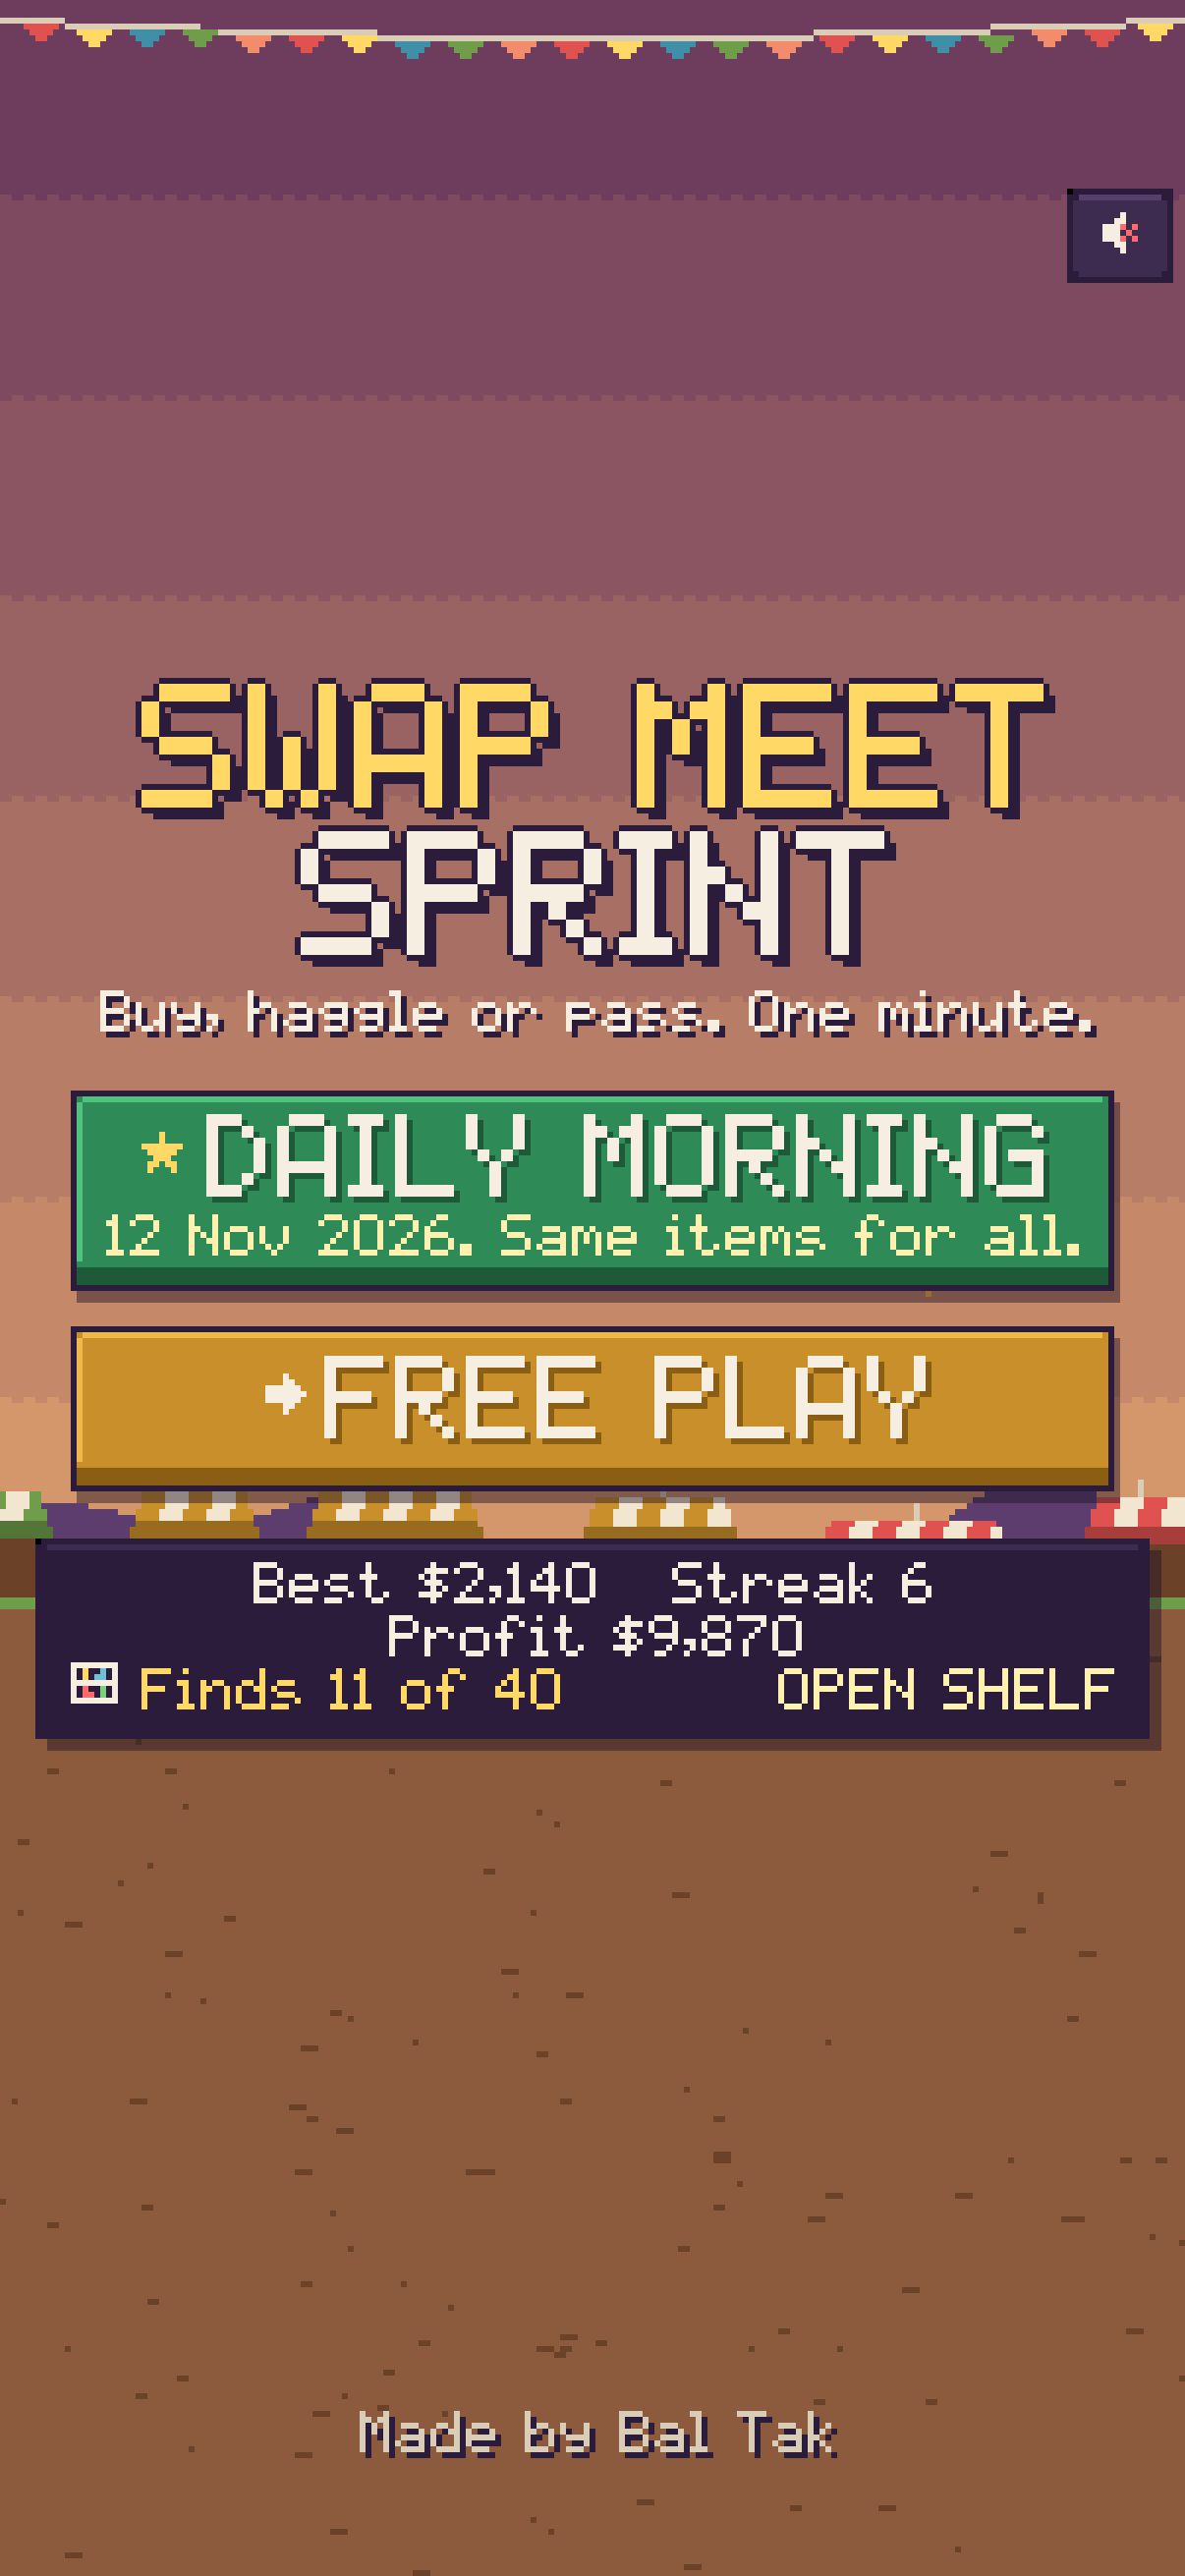 SWAP MEET
SPRINT
Buy, haggle or pass. One minute.
DAILY MORNING
12 Nov 2026. Same items for all.
FREE PLAY
Best $2,140 Streak 6
Profit $9,870
Finds 11 of 40 OPEN SHELF
Made by Bal Tak